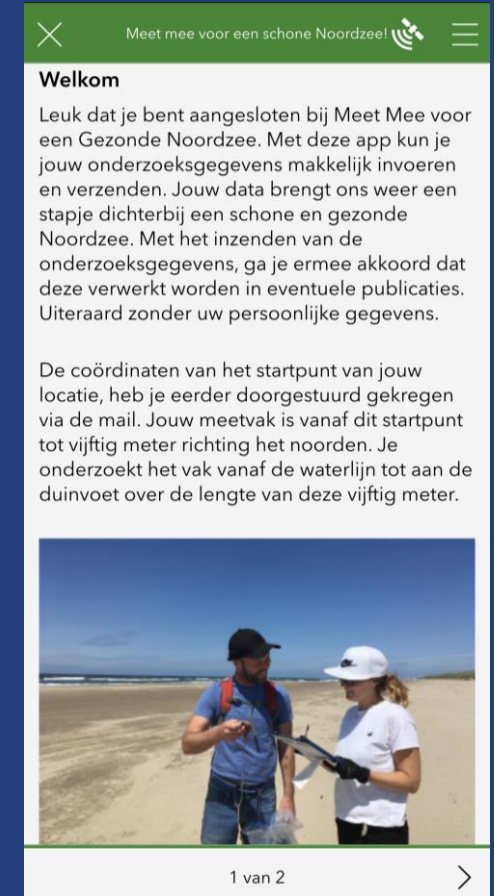 Meet mee voor een schone Noordzee!
Welkom
Leuk dat je bent aangesloten bij Meet Mee voor
een Gezonde Noordzee. Met deze app kun je
jouw onderzoeksgegevens makkelijk invoeren
en verzenden. Jouw data brengt ons weer een
stapje dichterbij een schone en gezonde
Noordzee. Met het inzenden van de
onderzoeksgegevens, ga je ermee akkoord dat
deze verwerkt worden in eventuele publicaties.
Uiteraard zonder uw persoonlijke gegevens.
De coördinaten van het startpunt van jouw
locatie, heb je eerder doorgestuurd gekregen
via de mail. Jouw meetvak is vanaf dit startpunt
tot vijftig meter richting het noorden. Je
onderzoekt het vak vanaf de waterlijn tot aan de
duinvoet over de lengte van deze vijftig meter.
1 van 2